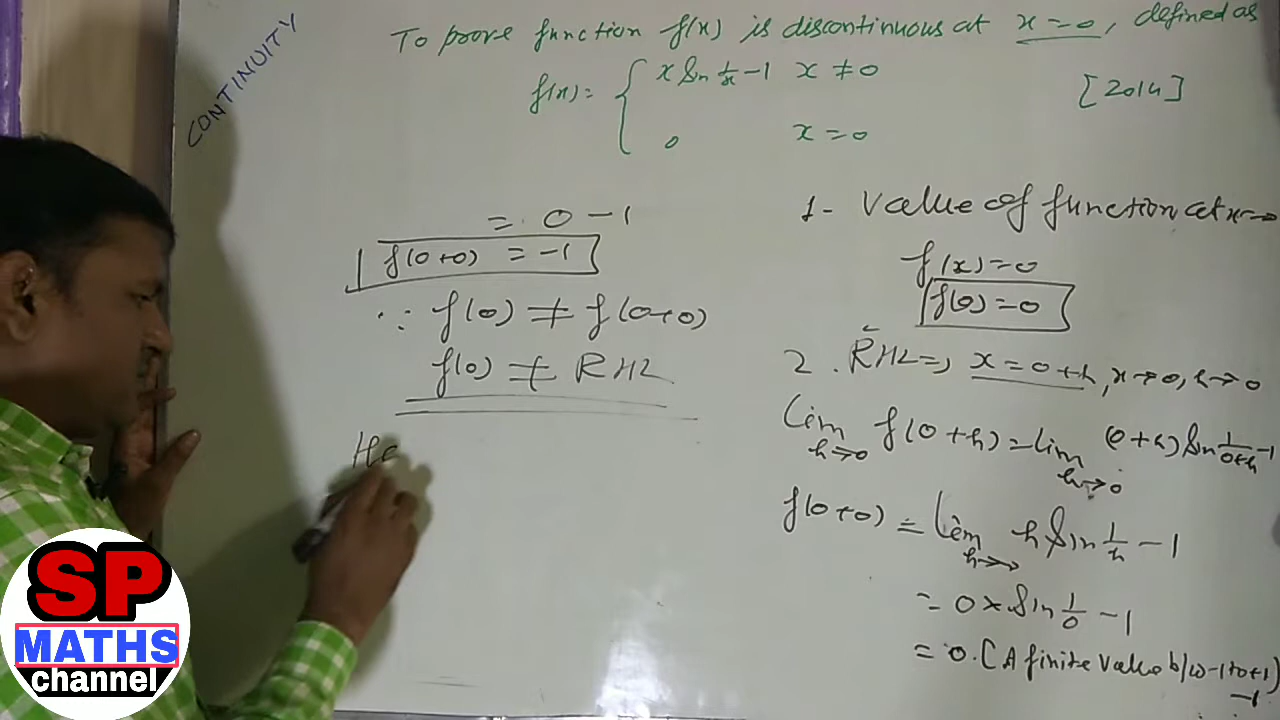 CONTINUITY
To prove function f(x) is discontinuous at x = 0, defined as
f(x) = { x sin 1/x - 1 x ≠ 0
0 x = 0
[2014]
1- Value of function at x=0
f(x) = 0
f(0) = 0
2. RHL => x = 0 + h, x → 0, h → 0
Lim h→0 f(0+h) = lim h→0 (0+h) sin 1/0+h -1
f(0+0) = Lim h→0 h sin 1/h - 1
= 0 × sin 1/0 - 1
= 0. [A finite value b/w -1 to +1] -1
= 0 - 1
f(0+0) = -1
∵ f(0) ≠ f(0+0)
f(0) ≠ RHL
He
SP
MATHS
channel